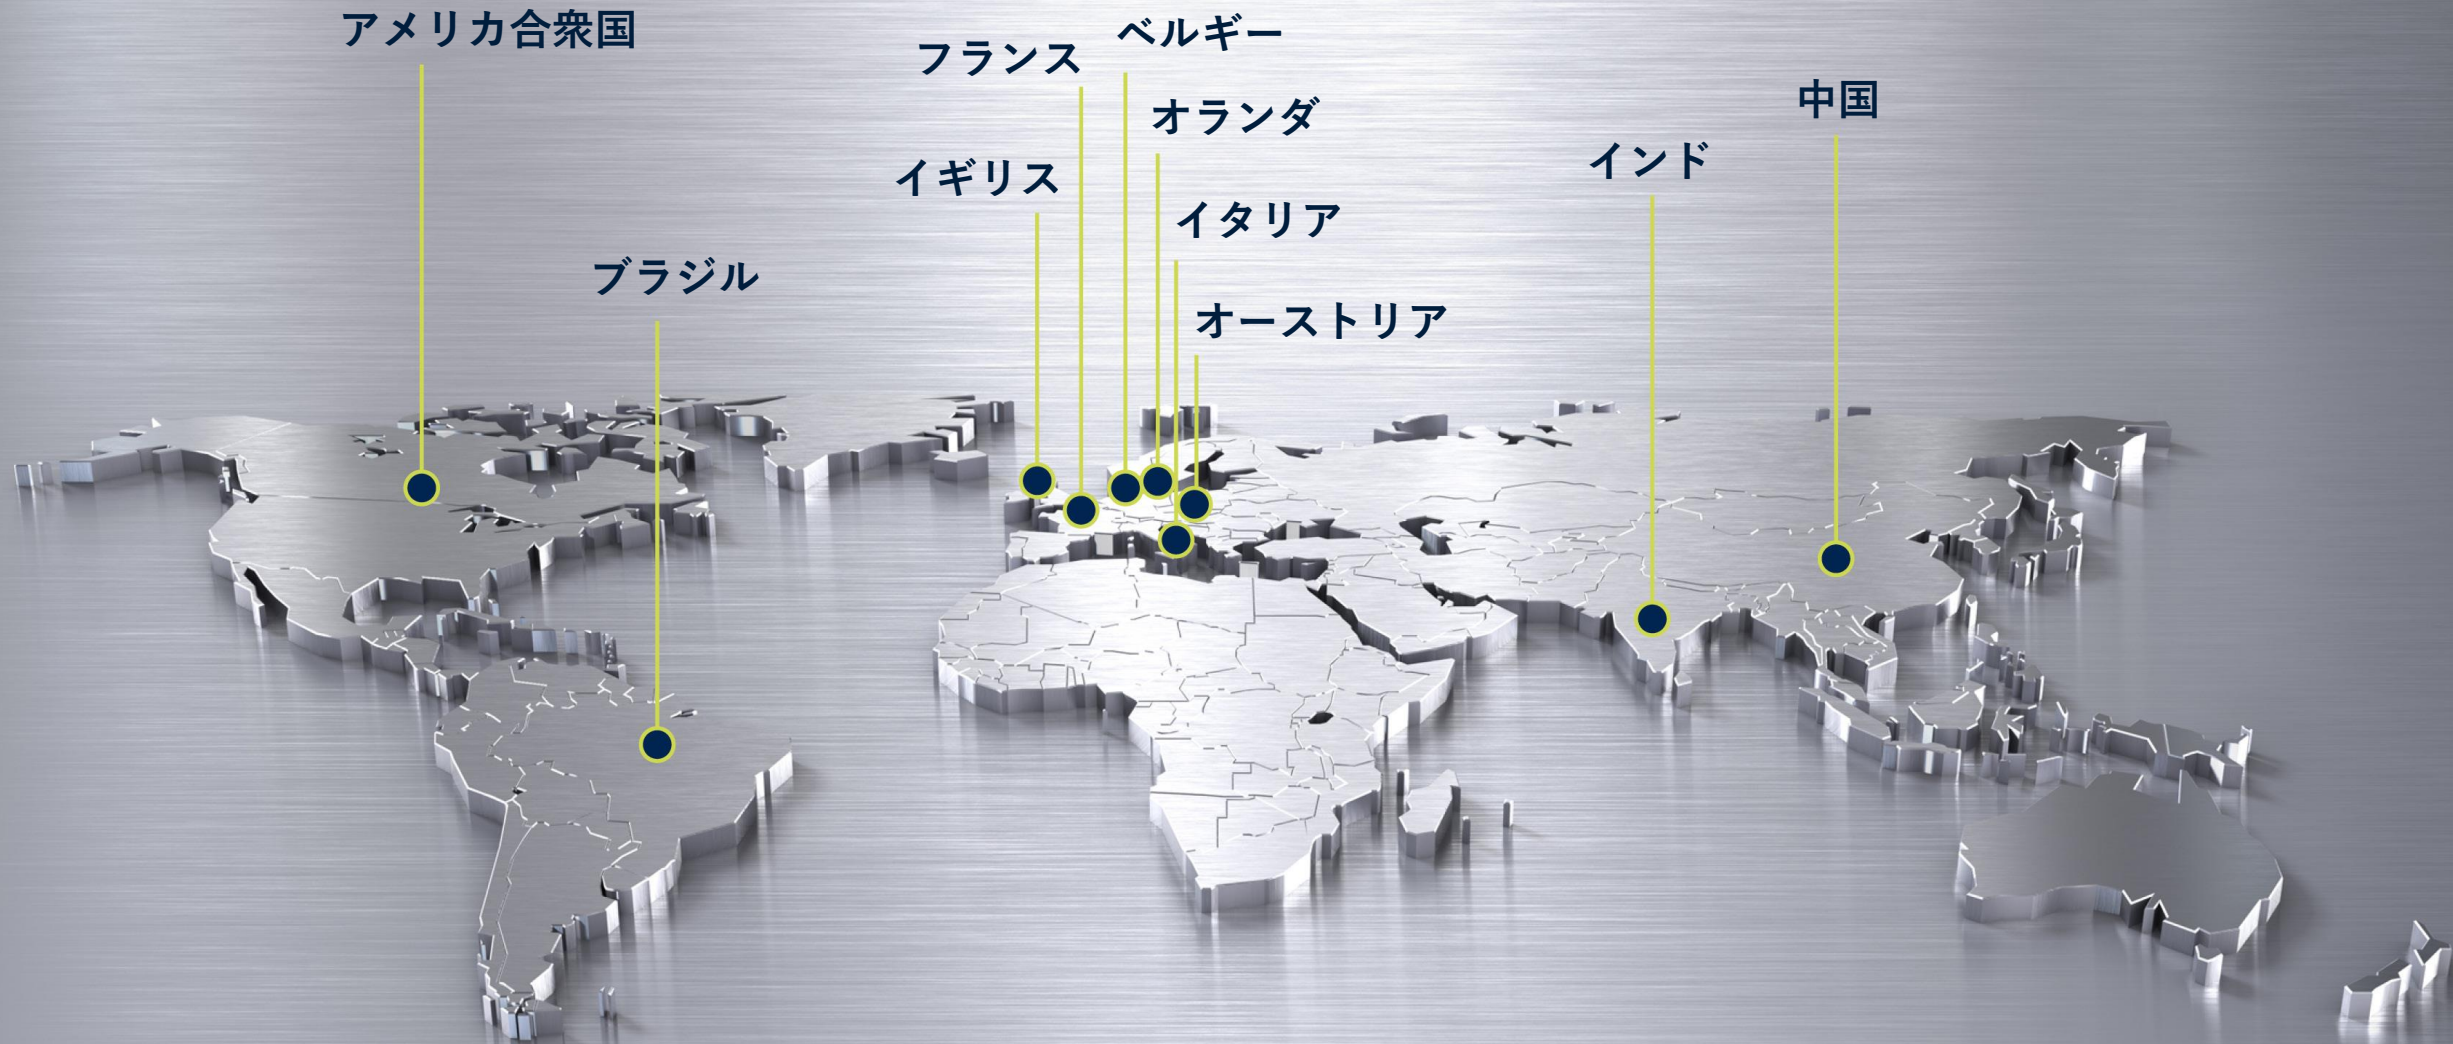 アメリカ合衆国
ベルギー
フランス
中国
オランダ
インド
イギリス
イタリア
ブラジル
オーストリア